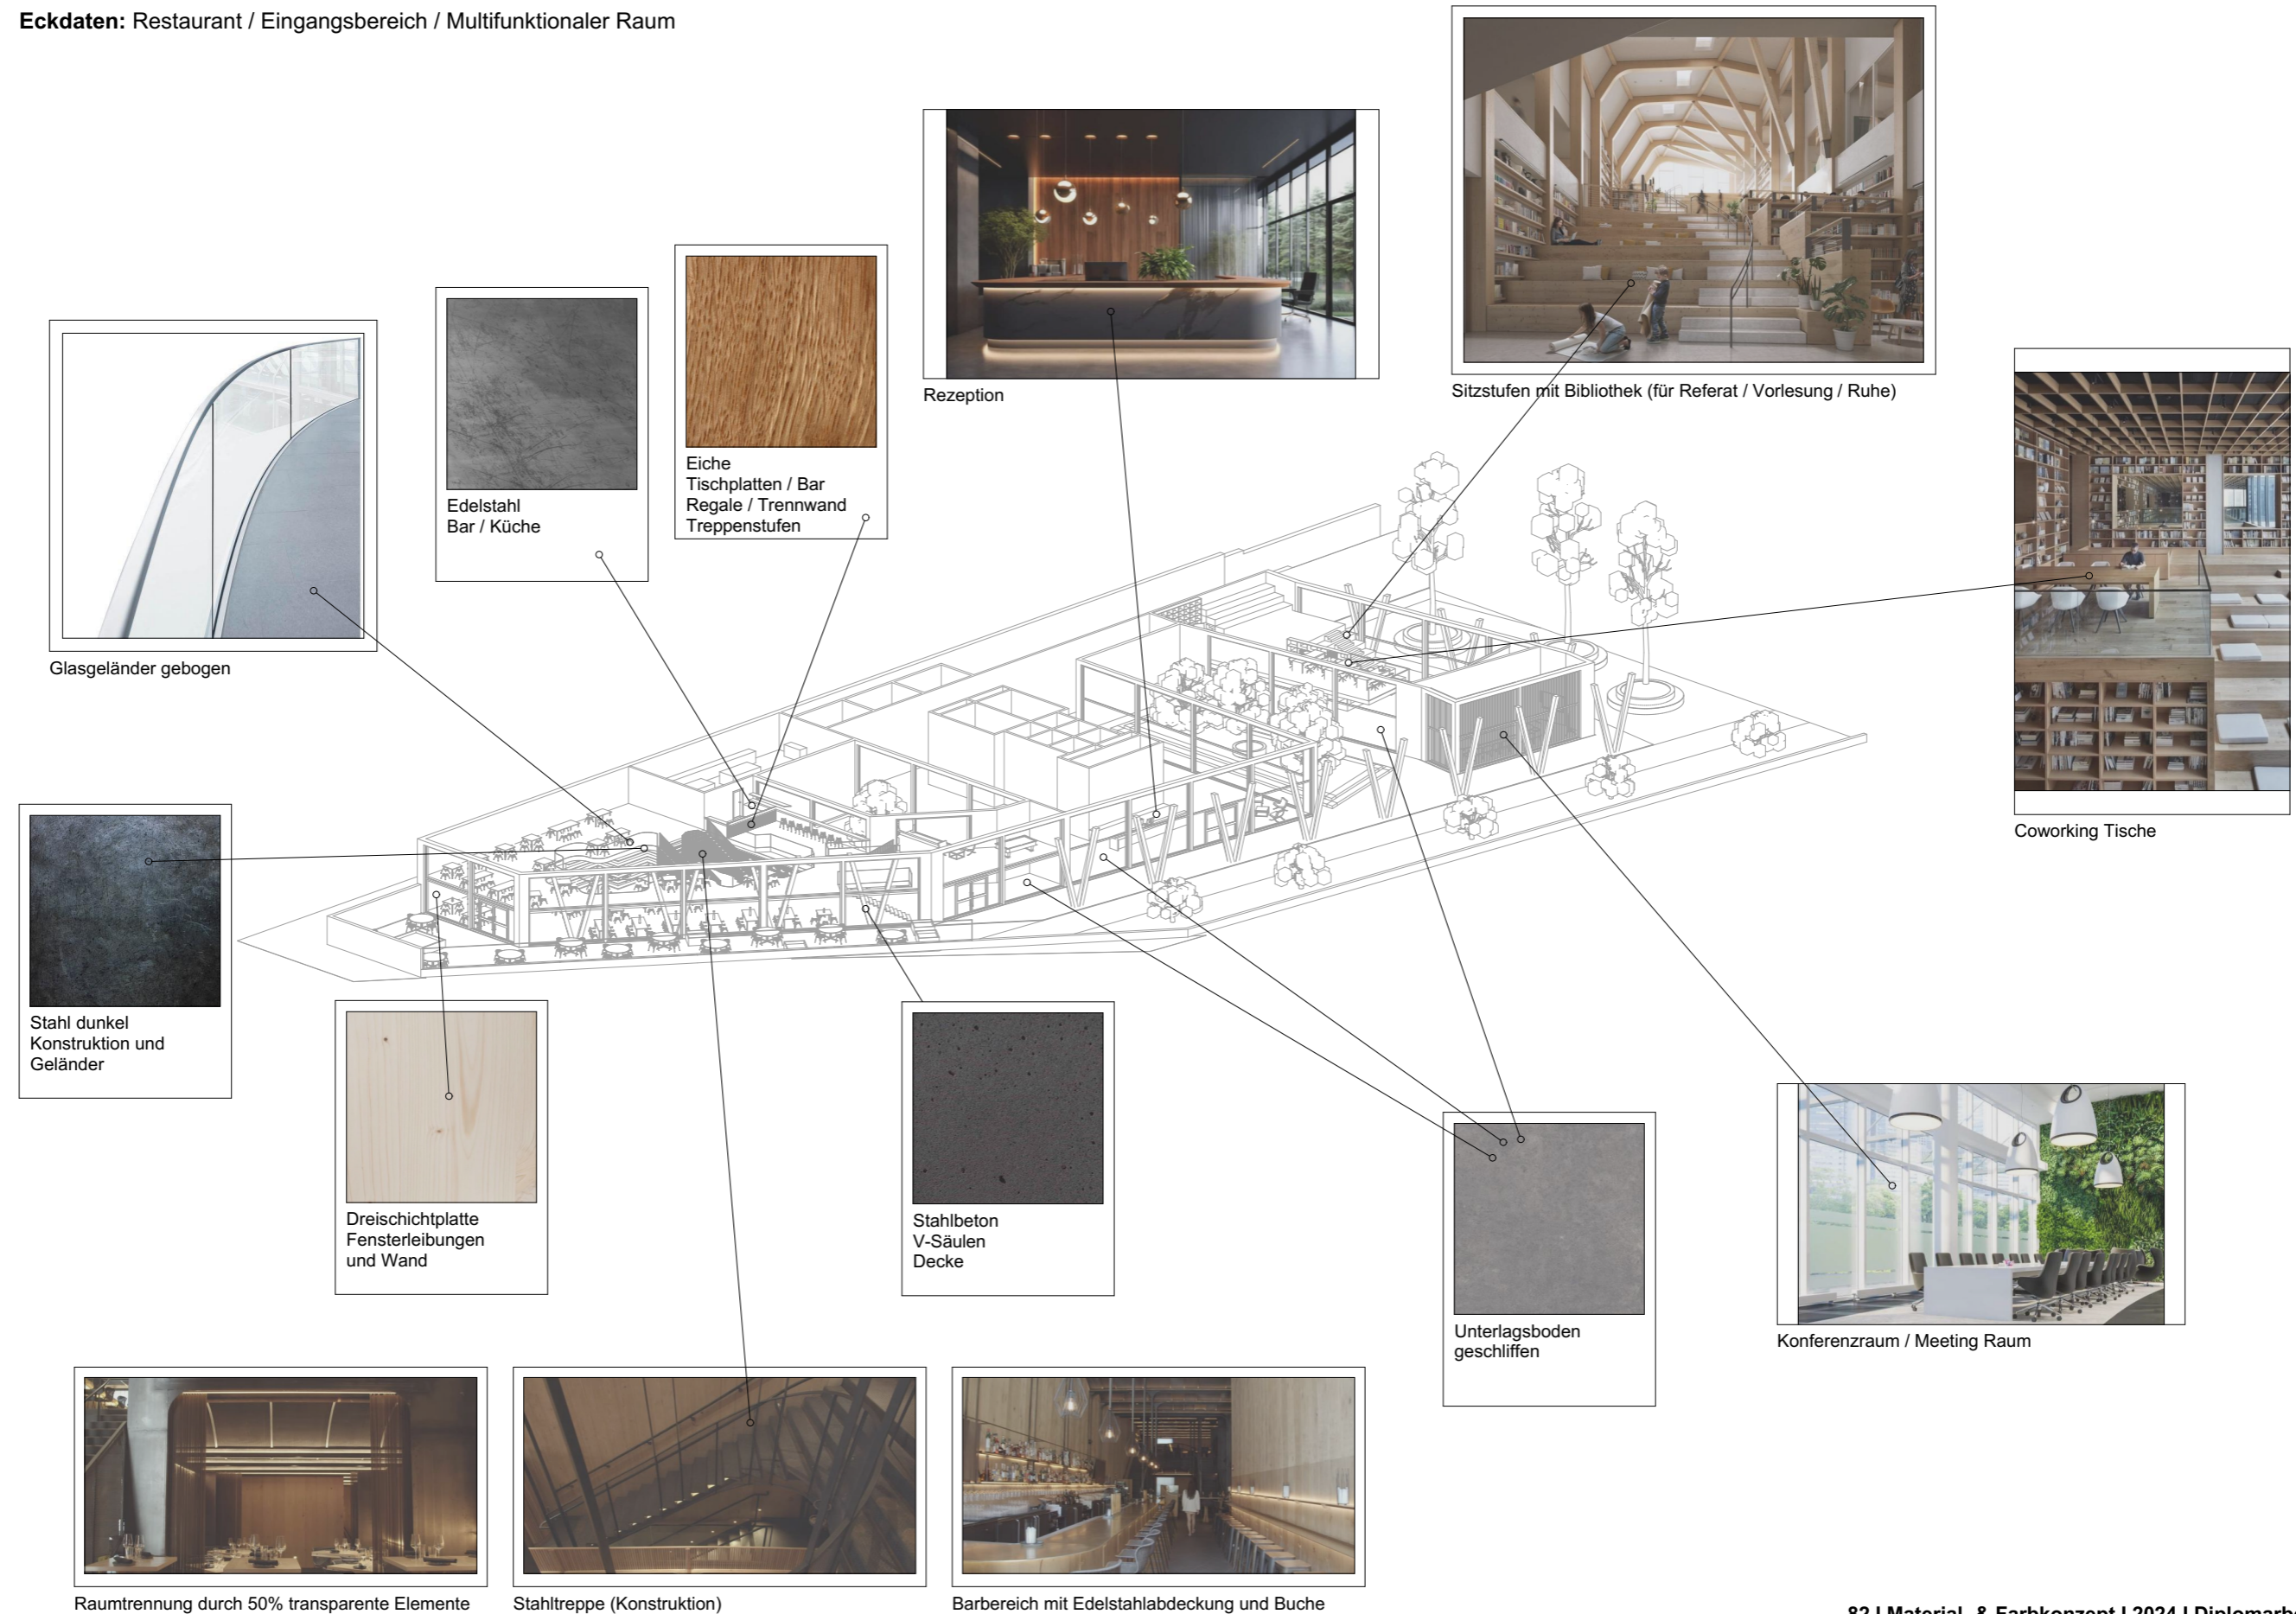 Eckdaten: Restaurant / Eingangsbereich / Multifunktionaler Raum
Rezeption
Sitzstufen mit Bibliothek (für Referat / Vorlesung / Ruhe)
Eiche
Tischplatten / Bar
Regale / Trennwand
Treppenstufen
Edelstahl
Bar / Küche
Glasgeländer gebogen
Coworking Tische
Stahl dunkel
Konstruktion und
Geländer
Dreischichtplatte
Fensterleibungen
und Wand
Stahlbeton
V-Säulen
Decke
Unterlagsboden
geschliffen
Konferenzraum / Meeting Raum
Raumtrennung durch 50% transparente Elemente
Stahltreppe (Konstruktion)
Barbereich mit Edelstahlabdeckung und Buche
82 I Material- & Farbkonzept I 2024 I